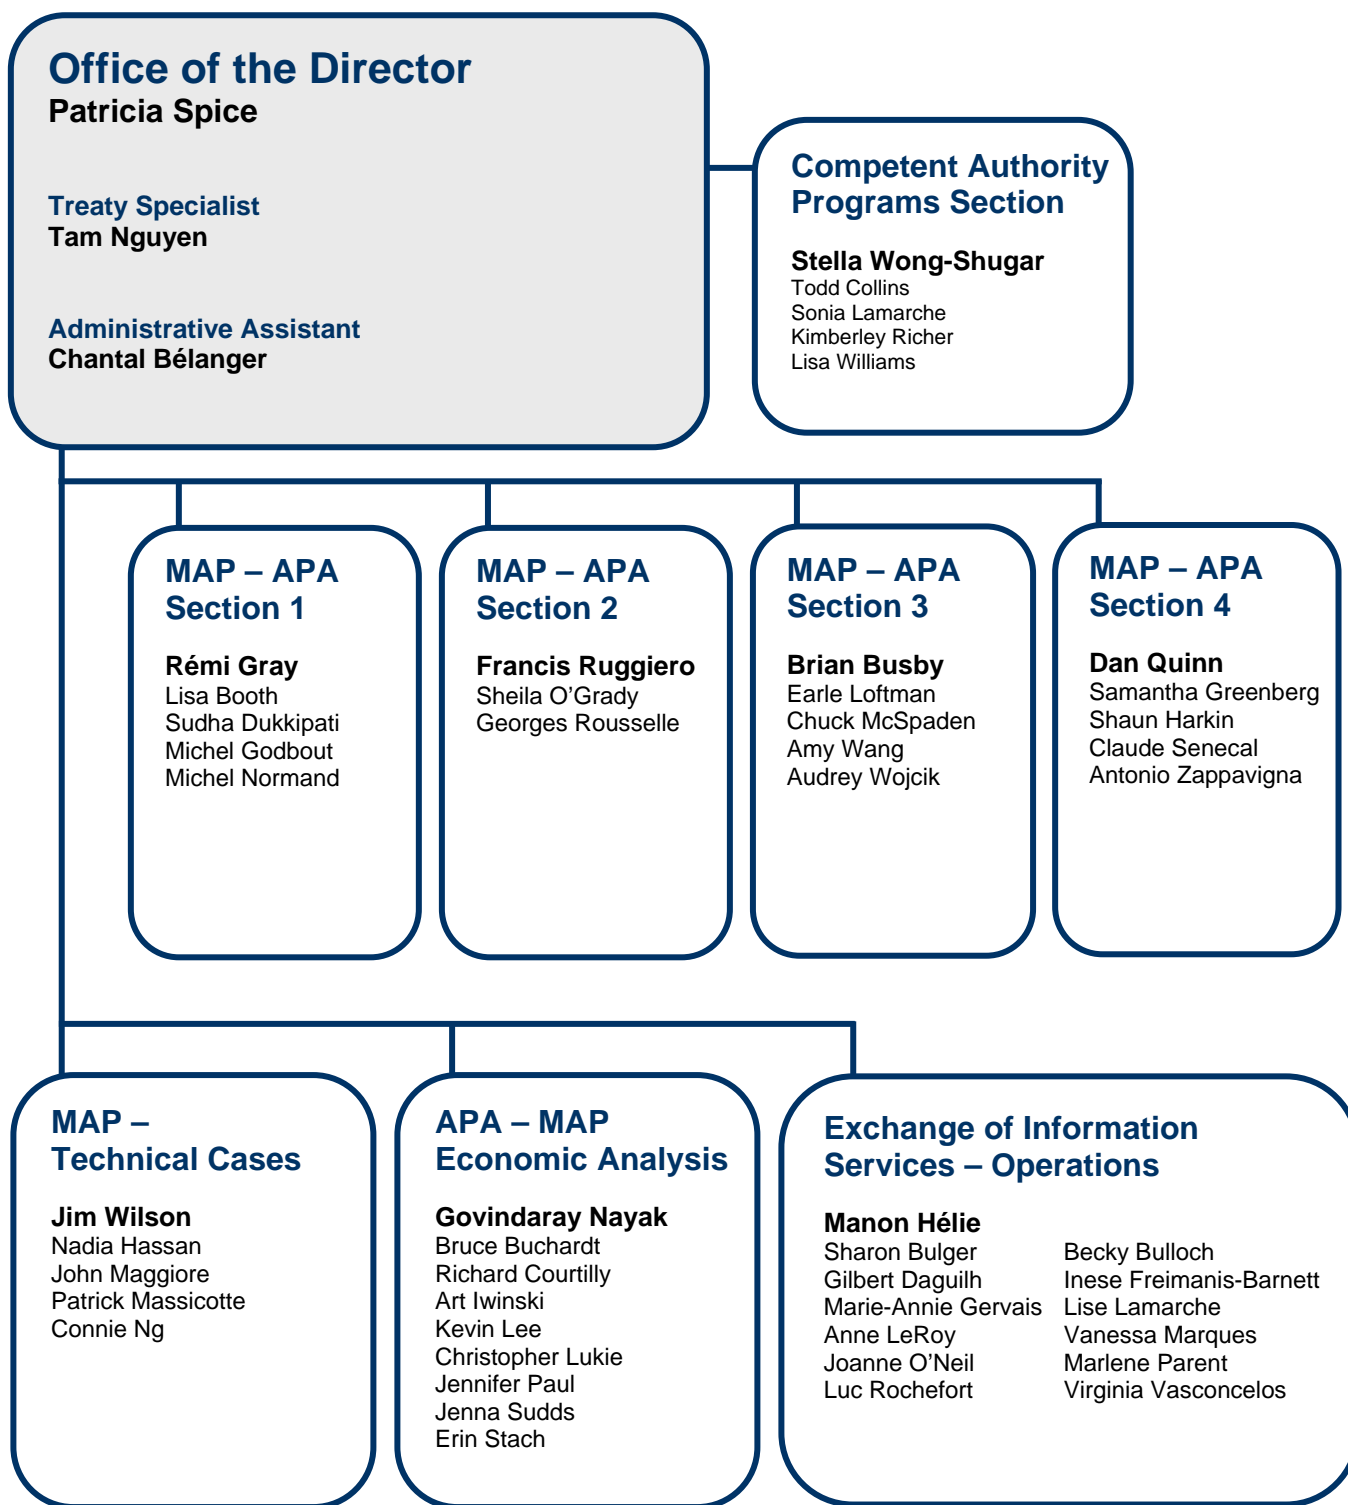 Office of the Director
Patricia Spice
Treaty Specialist
Tam Nguyen
Administrative Assistant
Chantal Bélanger
Competent Authority
Programs Section
Stella Wong-Shugar
Todd Collins
Sonia Lamarche
Kimberley Richer
Lisa Williams
MAP – APA
Section 1
Rémi Gray
Lisa Booth
Sudha Dukkipati
Michel Godbout
Michel Normand
MAP – APA
Section 2
Francis Ruggiero
Sheila O’Grady
Georges Rousselle
MAP – APA
Section 3
Brian Busby
Earle Loftman
Chuck McSpaden
Amy Wang
Audrey Wojcik
MAP – APA
Section 4
Dan Quinn
Samantha Greenberg
Shaun Harkin
Claude Senecal
Antonio Zappavigna
MAP –
Technical Cases
Jim Wilson
Nadia Hassan
John Maggiore
Patrick Massicotte
Connie Ng
APA – MAP
Economic Analysis
Govindaray Nayak
Bruce Buchardt
Richard Courtilly
Art Iwinski
Kevin Lee
Christopher Lukie
Jennifer Paul
Jenna Sudds
Erin Stach
Exchange of Information
Services – Operations
Manon Hélie
Sharon Bulger
Gilbert Daguilh
Marie-Annie Gervais
Anne LeRoy
Joanne O’Neil
Luc Rochefort
Becky Bulloch
Inese Freimanis-Barnett
Lise Lamarche
Vanessa Marques
Marlene Parent
Virginia Vasconcelos